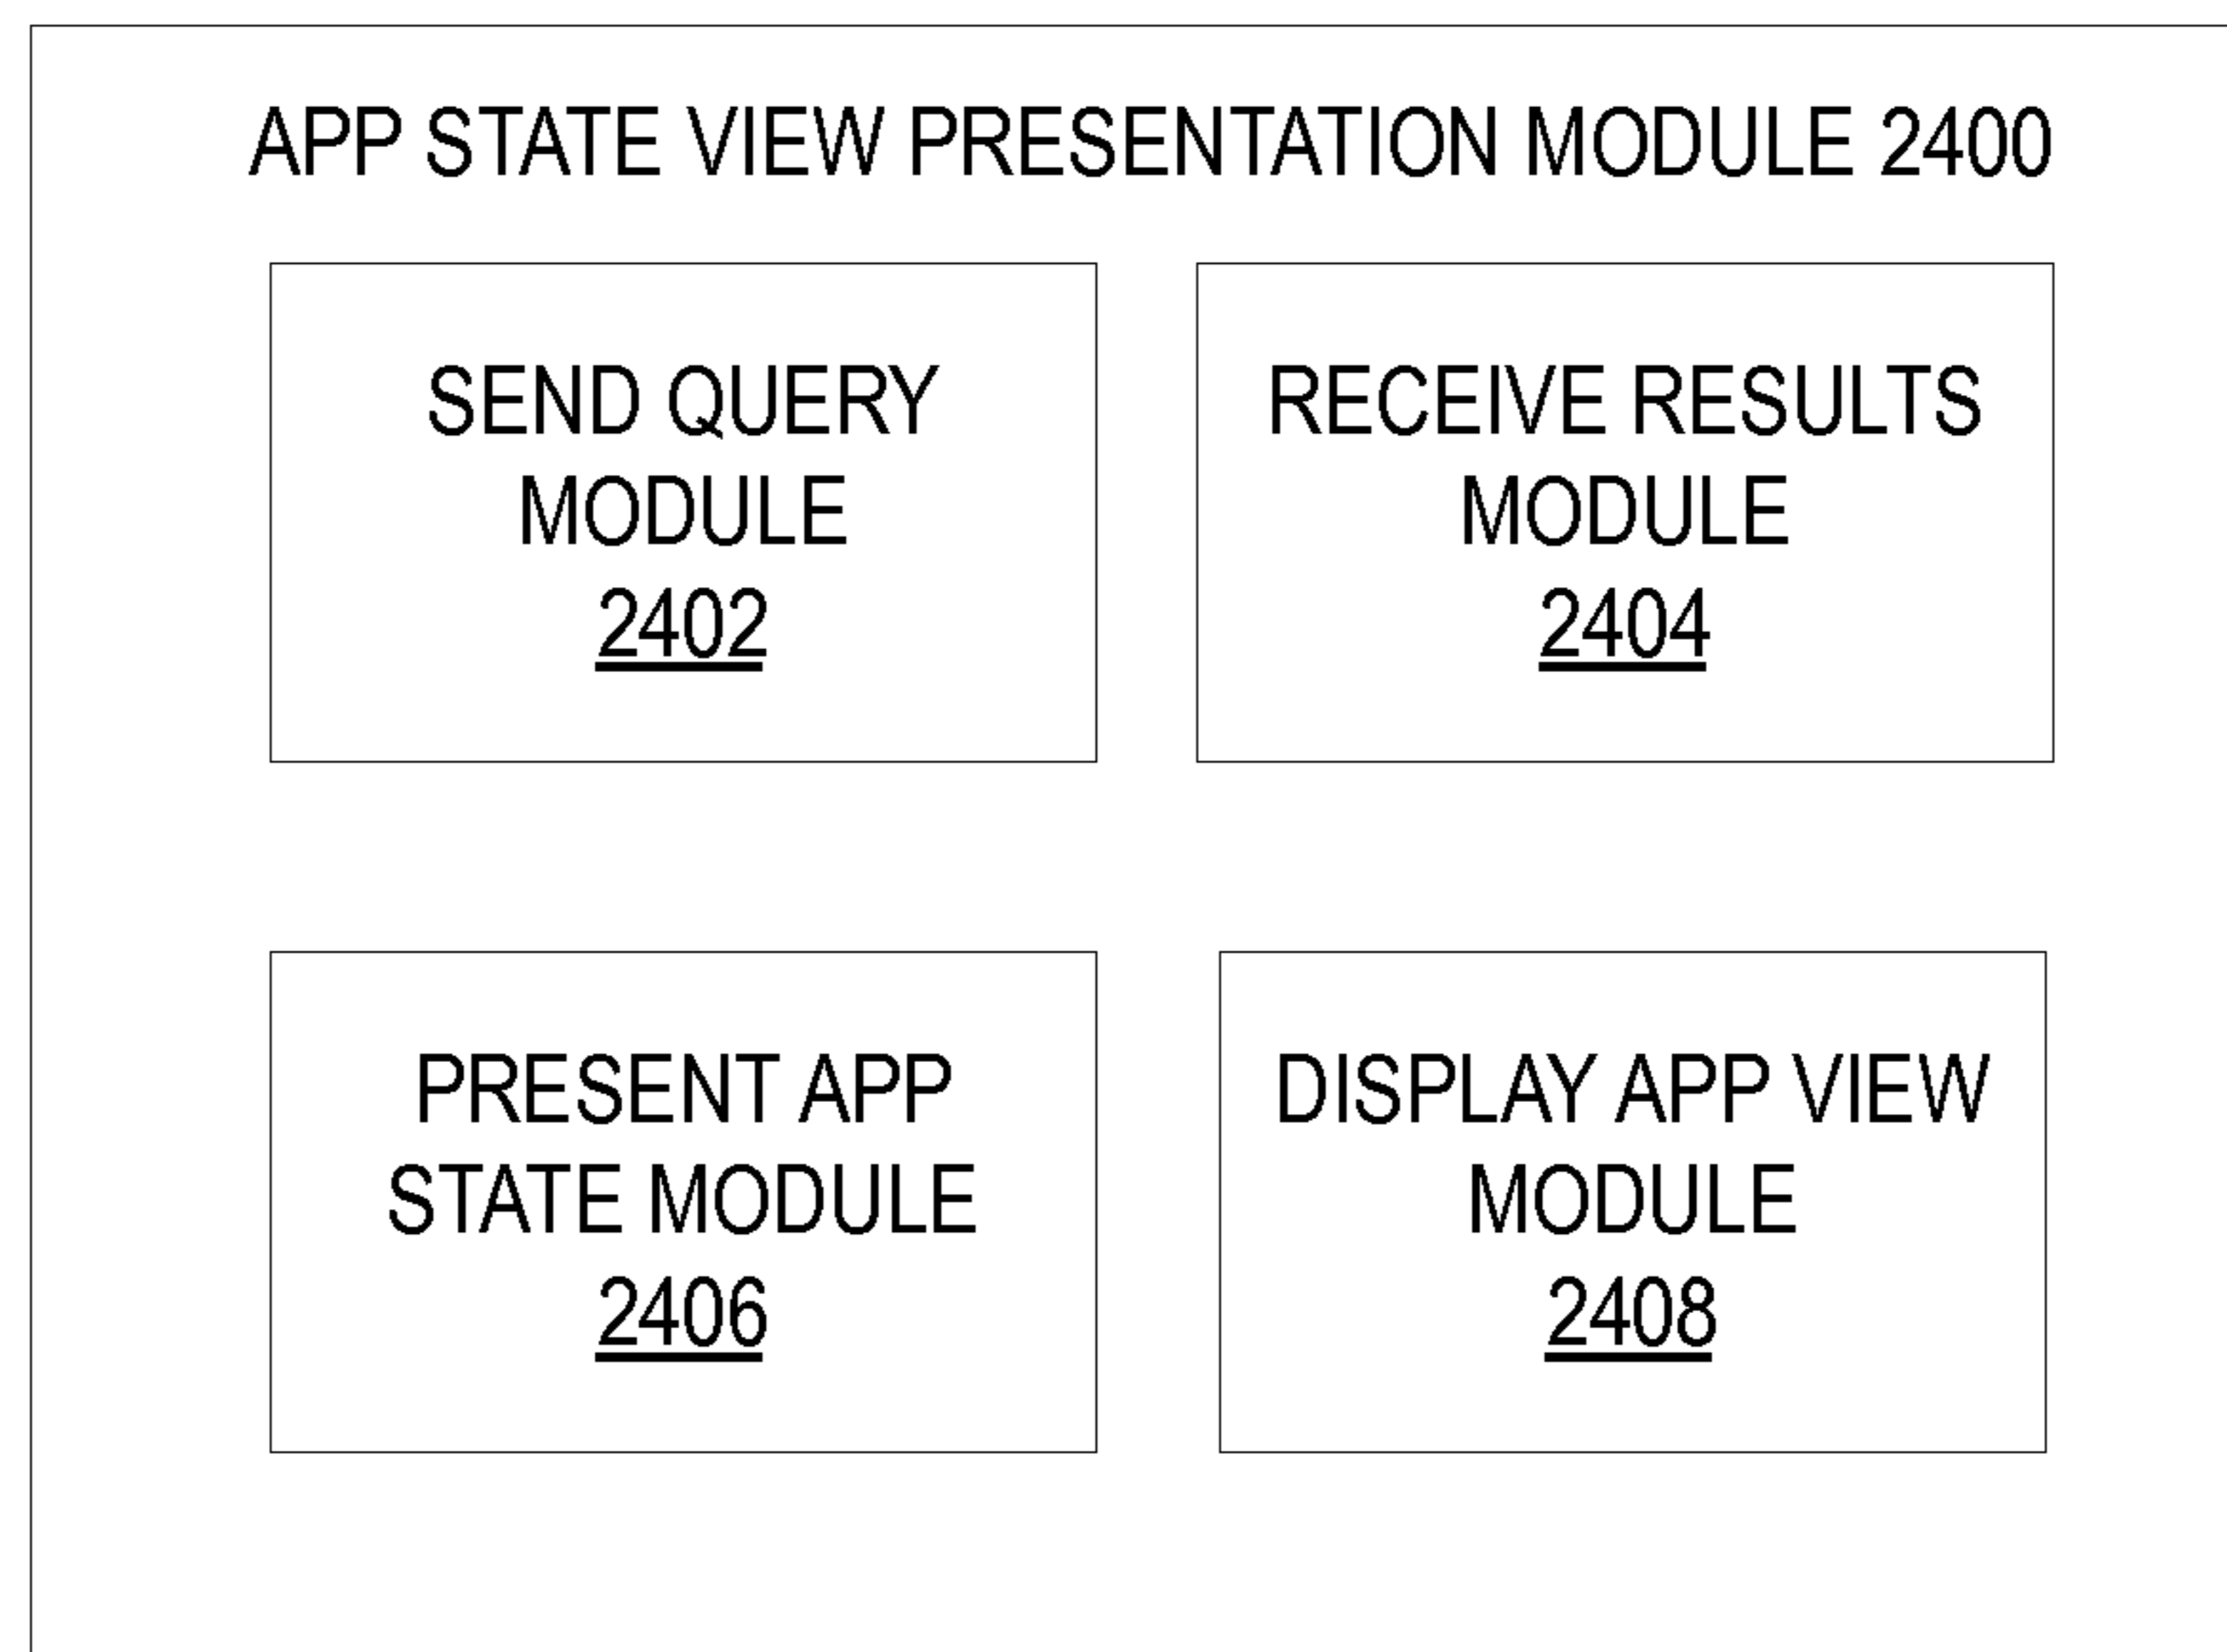 APP STATE VIEW PRESENTATION MODULE 2400
SEND QUERY
MODULE
2402
RECEIVE RESULTS
MODULE
2404
PRESENT APP
STATE MODULE
2406
DISPLAY APP VIEW
MODULE
2408